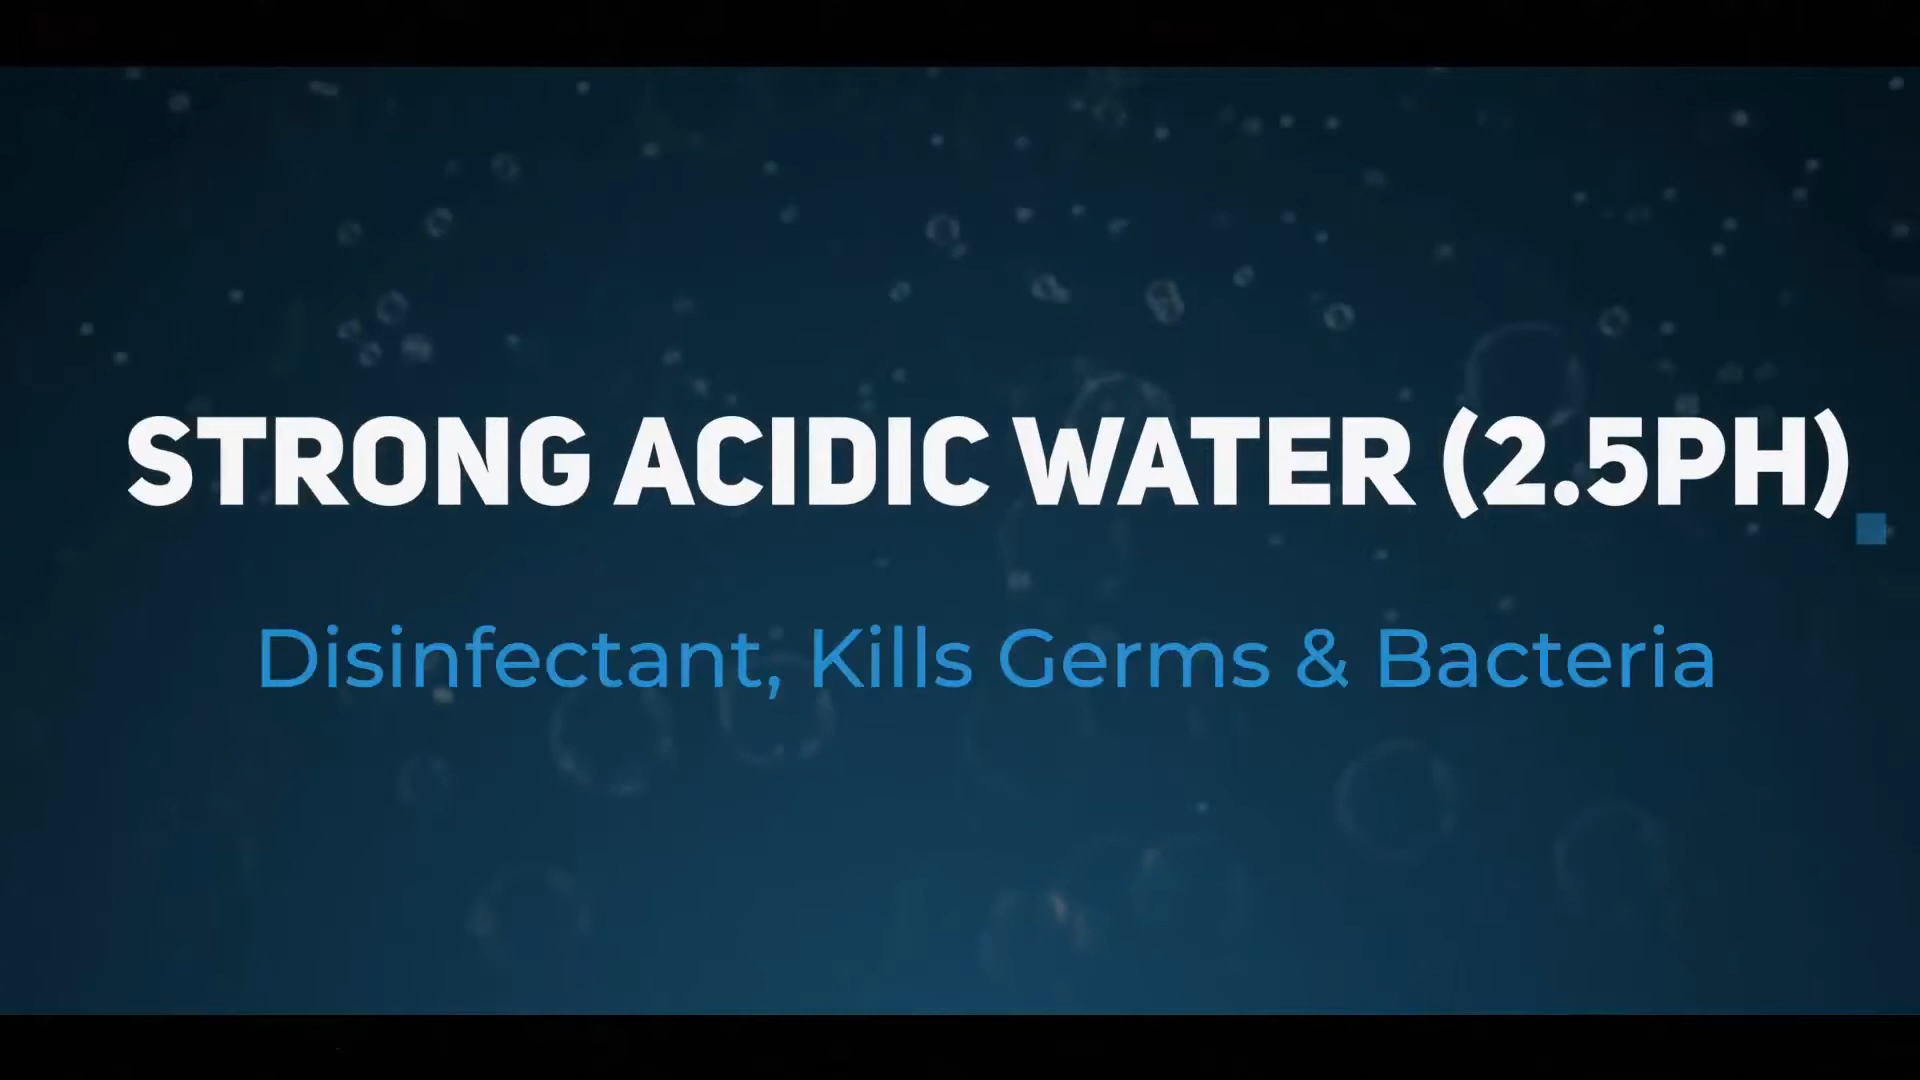 STRONG ACIDIC WATER (2.5PH)
Disinfectant, Kills Germs & Bacteria